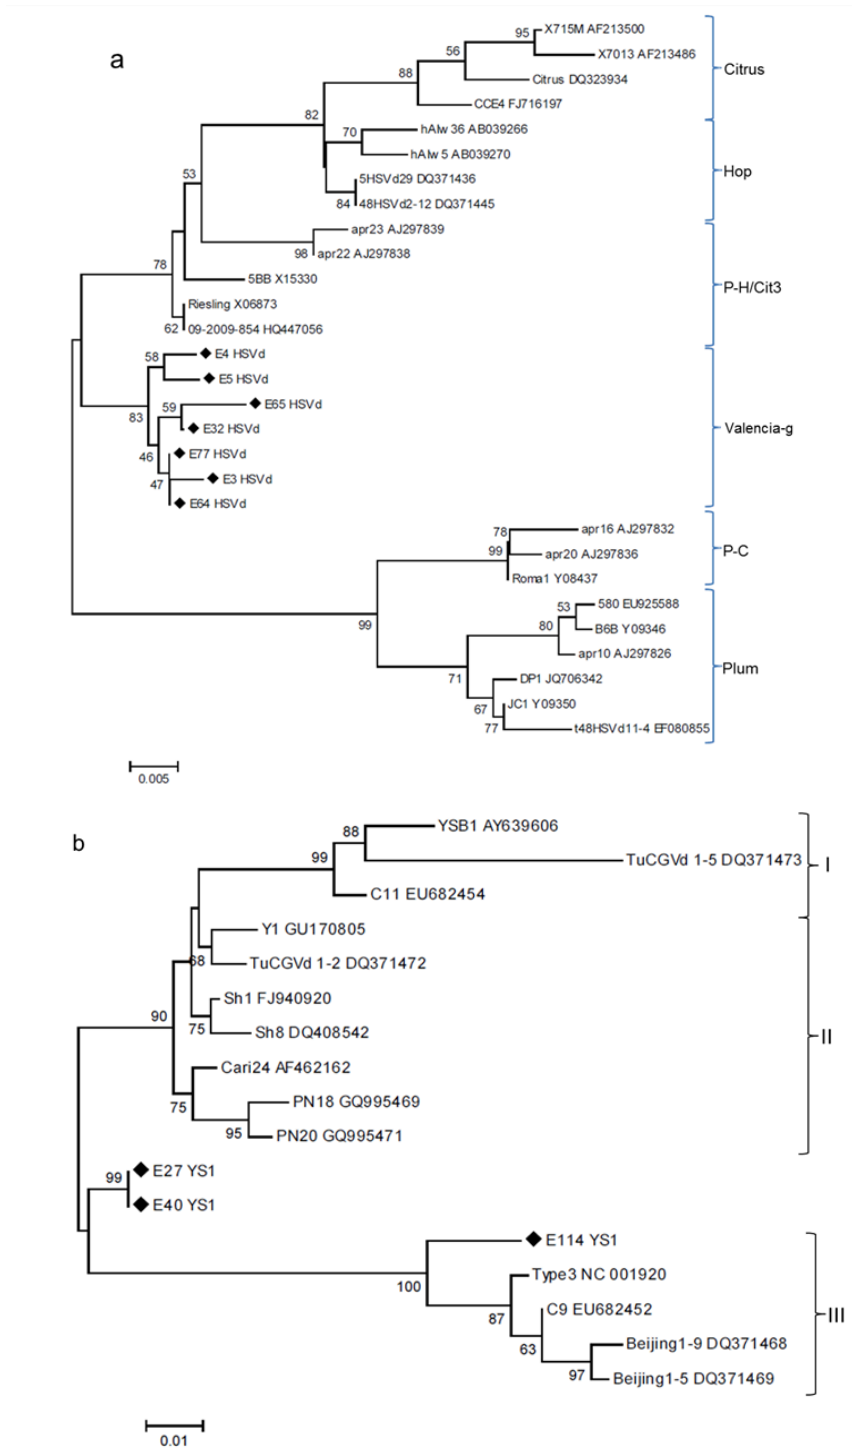 a
95
X715M AF213500
X7013 AF213486
56
Citrus DQ323934
88
CCE4 FJ716197
Citrus
82
70
hAlw 36 AB039266
hAlw 5 AB039270
5HSVd29 DQ371436
84
48HSVd2-12 DQ371445
Hop
53
apr23 AJ297839
98
apr22 AJ297838
78
5BB X15330
Riesling X06873
62
09-2009-854 HQ447056
P-H/Cit3
58
E4 HSVd
E5 HSVd
83
59
E65 HSVd
E32 HSVd
46
E77 HSVd
E3 HSVd
47
E64 HSVd
Valencia-g
78
apr16 AJ297832
99
apr20 AJ297836
Roma1 Y08437
P-C
99
53
580 EU925588
80
B6B Y09346
apr10 AJ297826
71
DP1 JQ706342
67
JC1 Y09350
77
t48HSVd11-4 EF080855
Plum
0.005
b
88
YSB1 AY639606
99
TuCGVd 1-5 DQ371473
C11 EU682454
I
Y1 GU170805
68
TuCGVd 1-2 DQ371472
Sh1 FJ940920
75
Sh8 DQ408542
90
Cari24 AF462162
75
PN18 GQ995469
95
PN20 GQ995471
II
99
E27 YS1
E40 YS1
E114 YS1
100
Type3 NC 001920
87
C9 EU682452
63
Beijing1-9 DQ371468
97
Beijing1-5 DQ371469
III
0.01